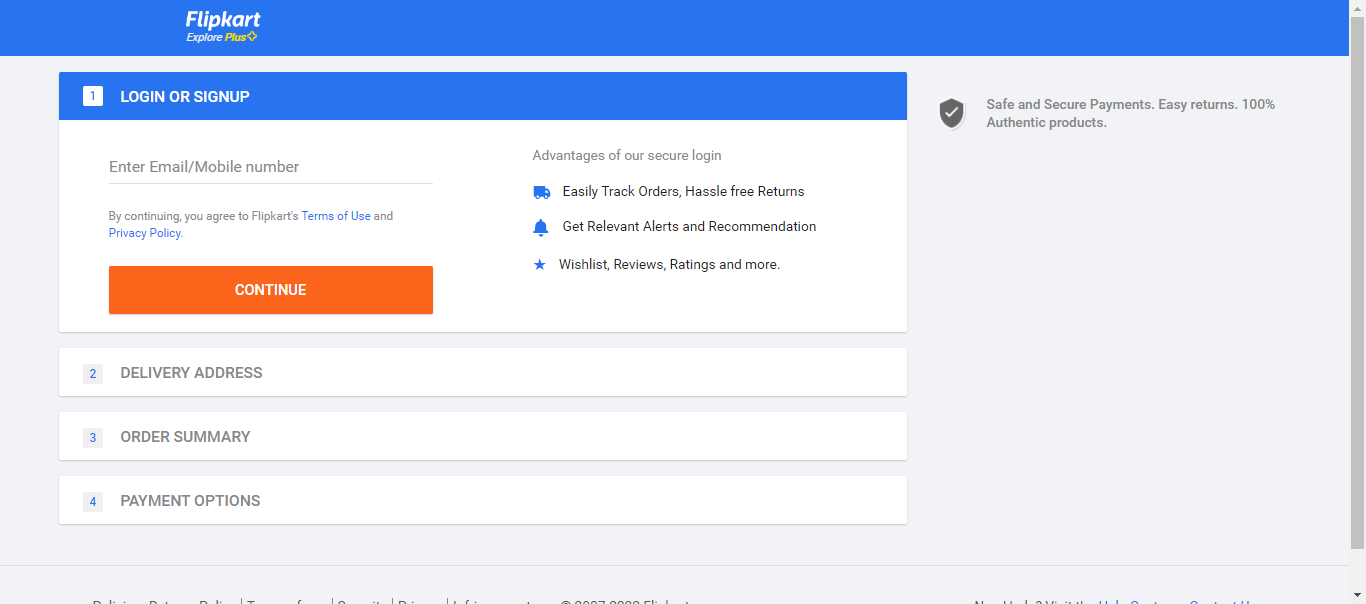 Flipkart
Explore Plus
1 LOGIN OR SIGNUP
Enter Email/Mobile number
By continuing, you agree to Flipkart's Terms of Use and
Privacy Policy.
CONTINUE
Advantages of our secure login
Easily Track Orders, Hassle free Returns
Get Relevant Alerts and Recommendation
Wishlist, Reviews, Ratings and more.
Safe and Secure Payments. Easy returns. 100%
Authentic products.
2 DELIVERY ADDRESS
3 ORDER SUMMARY
4 PAYMENT OPTIONS